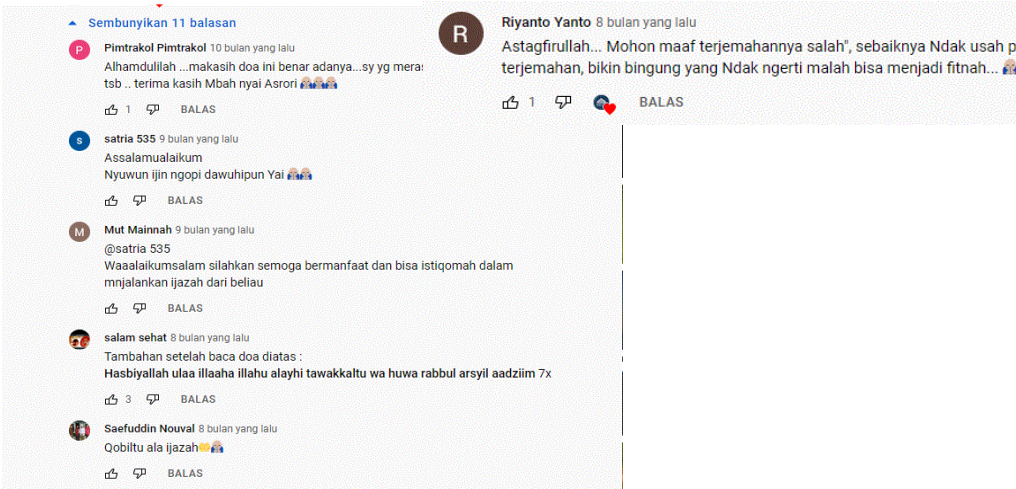 Sembunyikan 11 balasan
P
Pimtrakol Pimtrakol 10 bulan yang lalu
Alhamdulilah ...makasih doa ini benar adanya...sy yg
tsb .. terima kasih Mbah nyai Asrori
1 BALAS
s
satria 535 9 bulan yang lalu
Assalamualaikum
Nyuwun ijin ngopi dawuhipun Yai
BALAS
M
Mut Mainnah 9 bulan yang lalu
@satria 535
Waaalaikumsalam silahkan semoga bermanfaat dan bisa istiqomah dalam
mnjalankan ijazah dari beliau
BALAS
salam sehat 8 bulan yang lalu
Tambahan setelah baca doa diatas :
Hasbiyallah ulaa illaaha illahu alayhi tawakkaltu wa huwa rabbul arsyil aadziim 7x
3 BALAS
Saefuddin Nouval 8 bulan yang lalu
Qobiltu ala ijazah
BALAS
R
Riyanto Yanto 8 bulan yang lalu
Astagfirullah... Mohon maaf terjemahannya salah", sebaiknya Ndak usah
terjemahan, bikin bingung yang Ndak ngerti malah bisa menjadi fitnah...
1 BALAS